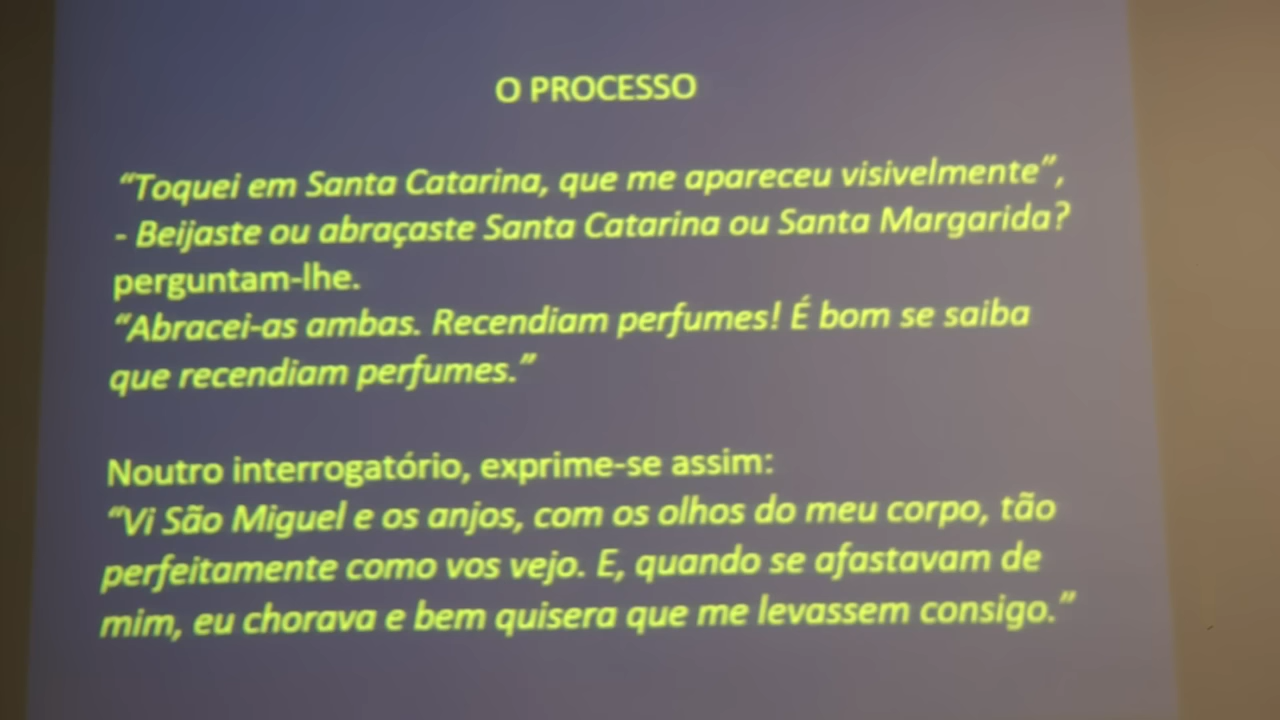 O PROCESSO
“Toquei em Santa Catarina, que me apareceu visivelmente”,
- Beijaste ou abraçaste Santa Catarina ou Santa Margarida?
perguntam-lhe.
“Abracei-as ambas. Recendiam perfumes! É bom se saiba
que recendiam perfumes.”
Noutro interrogatório, exprime-se assim:
“Vi São Miguel e os anjos, com os olhos do meu corpo, tão
perfeitamente como vos vejo. E, quando se afastavam de
mim, eu chorava e bem quisera que me levassem consigo.”